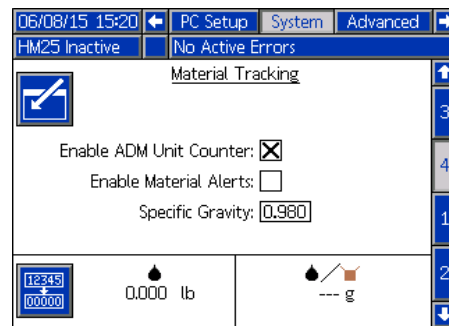 06/08/15 15:20 PC Setup System Advanced
HM25 Inactive No Active Errors
Material Tracking
3
Enable ADM Unit Counter:
4
Enable Material Alerts:
Specific Gravity: 0.980
1
12345
00000
0.000 lb
--- g
2